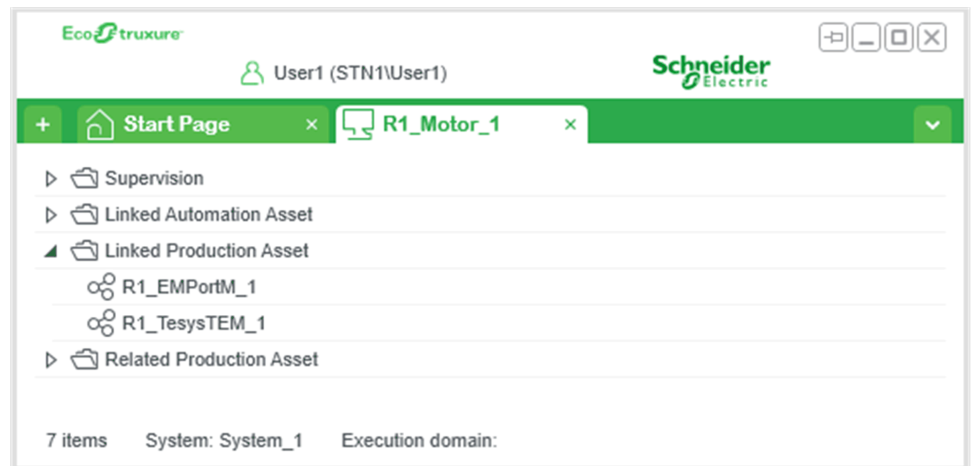 EcoStruxure
User1 (STN1\User1)
Schneider Electric
+ Start Page × R1_Motor_1 ×
Supervision
Linked Automation Asset
Linked Production Asset
R1_EMPortM_1
R1_TesysTEM_1
Related Production Asset
7 items System: System_1 Execution domain: